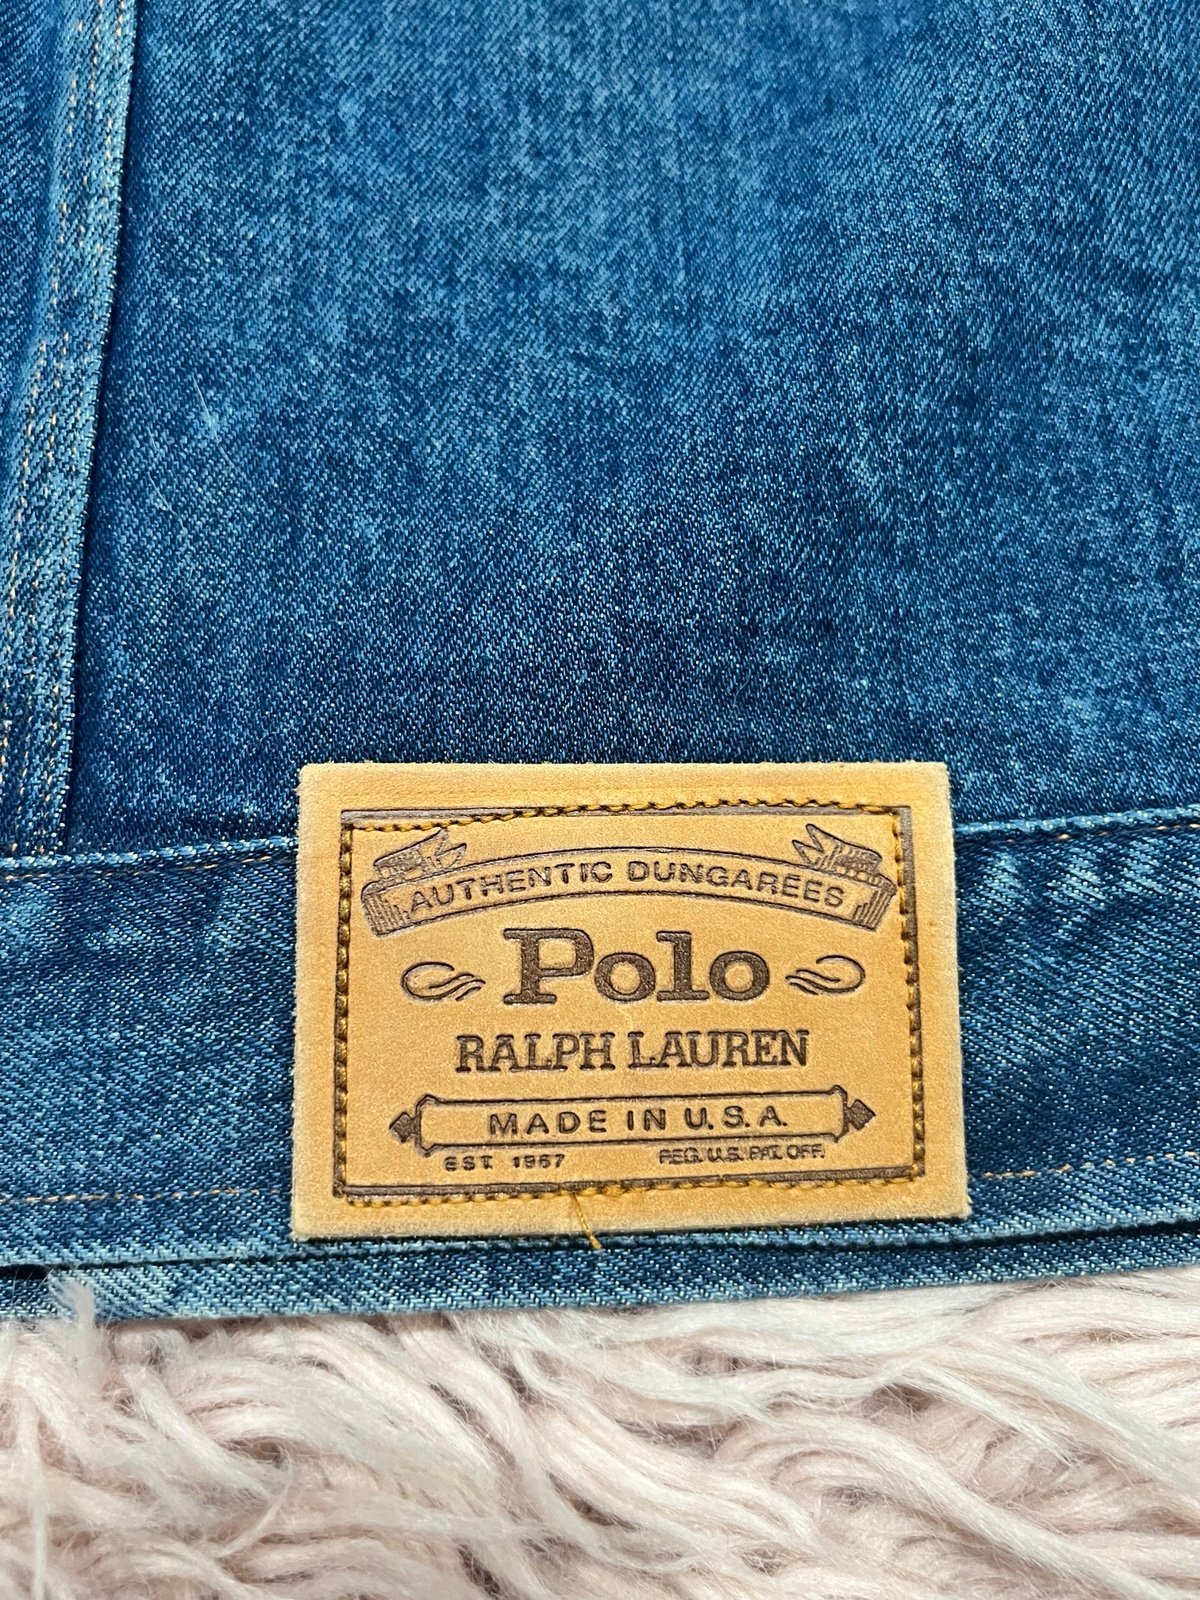 AUTHENTIC DUNGAREES
Polo
RALPH LAUREN
MADE IN U.S.A.
EST. 1967 REG. U.S. PAT. OFF.